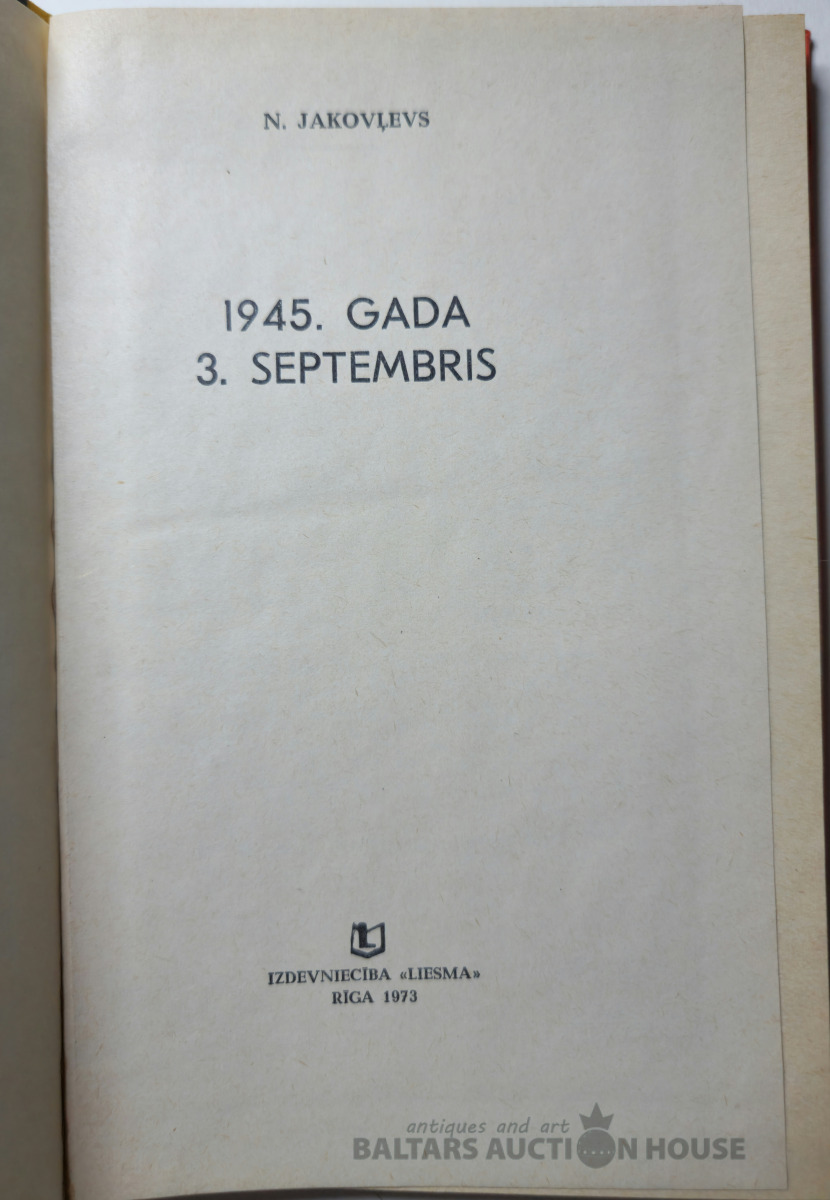 N. JAKOVĻEVS
1945. GADA
3. SEPTEMBRIS
L
IZDEVNIECĪBA «LIESMA»
RĪGA 1973
antiques and art
BALTARS AUCTION HOUSE